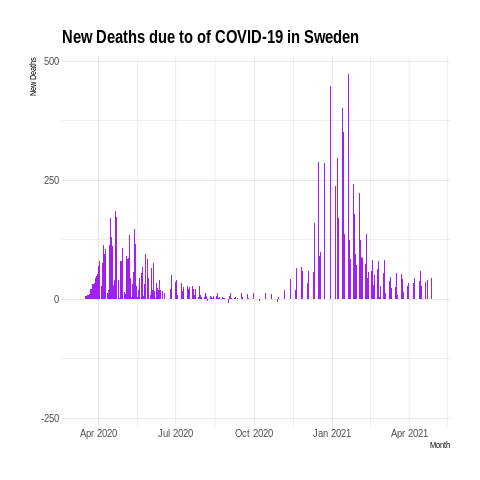 New Deaths due to of COVID-19 in Sweden
New Deaths
500
250
0
-250
Apr 2020
Jul 2020
Oct 2020
Jan 2021
Apr 2021
Month